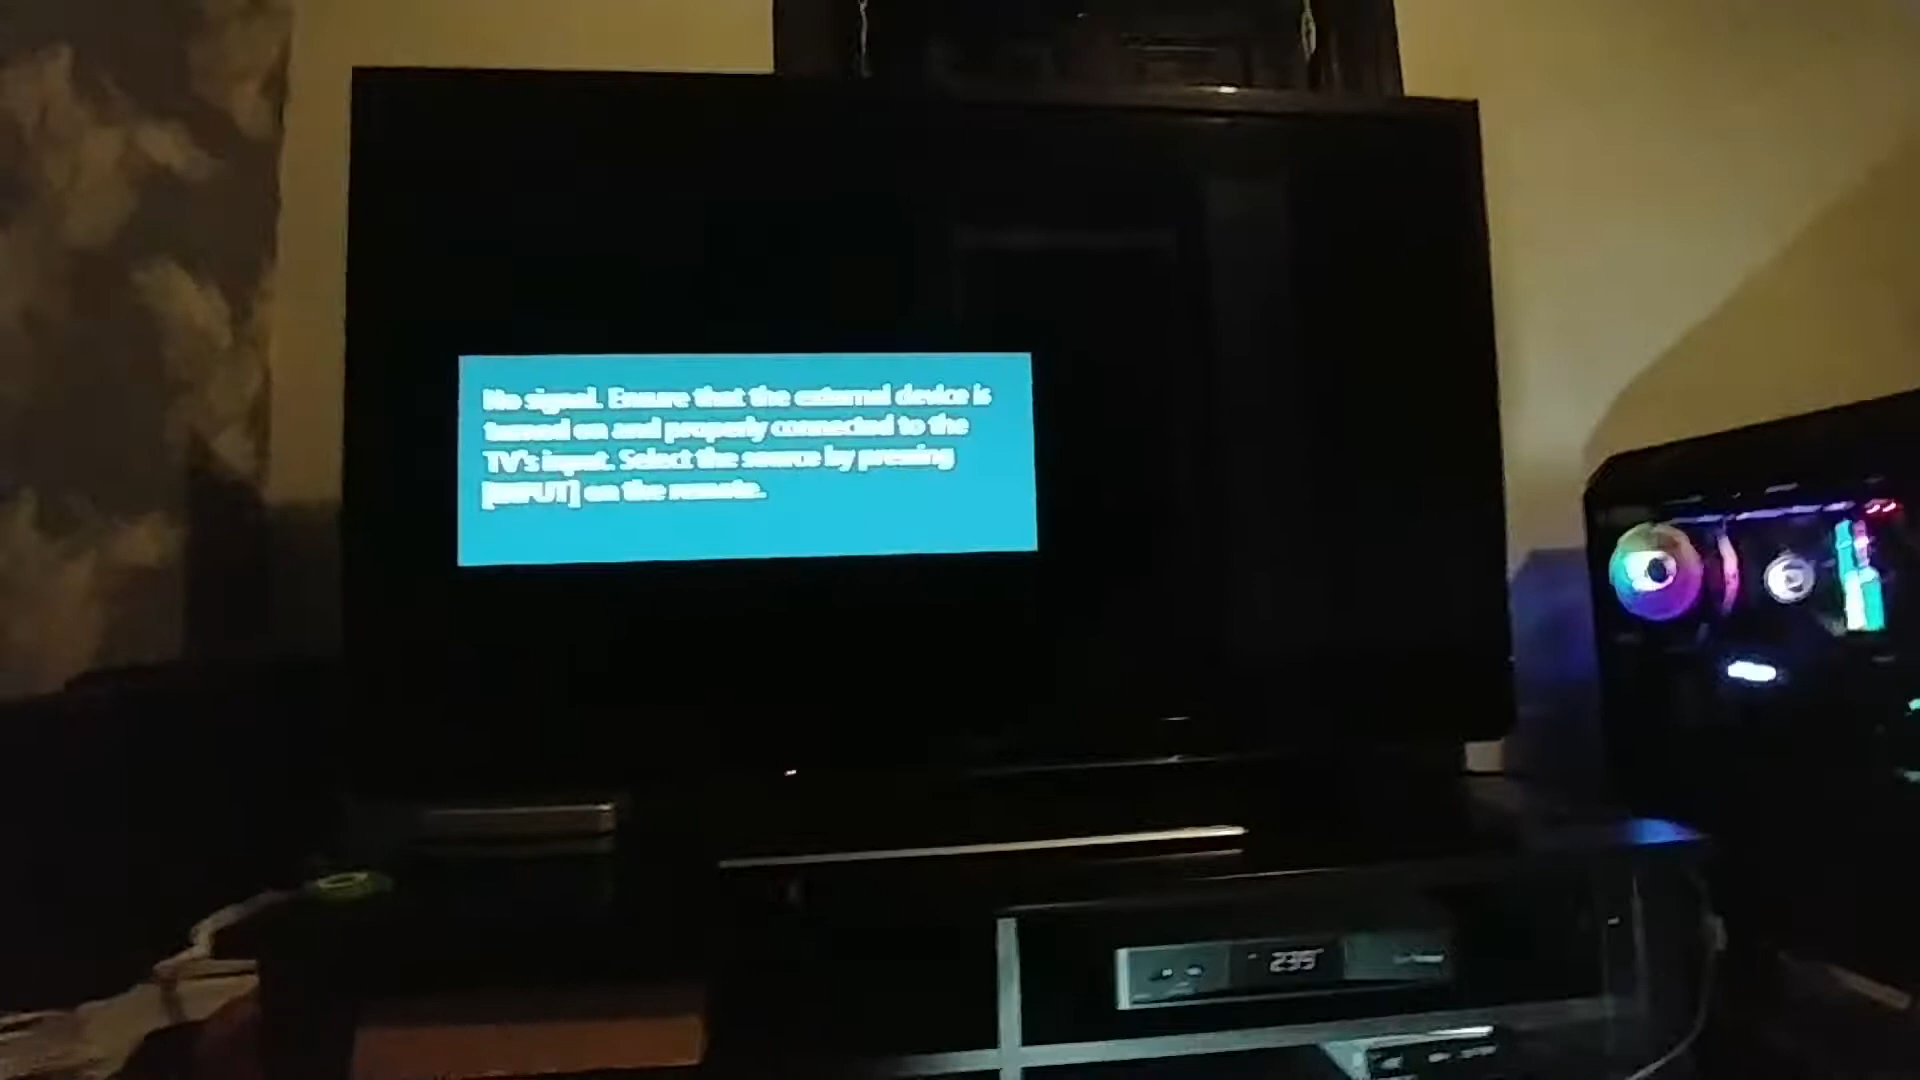 No signal. Ensure that the external device is
turned on and properly connected to the
TV's input. Select the source by pressing
[INPUT] on the remote.